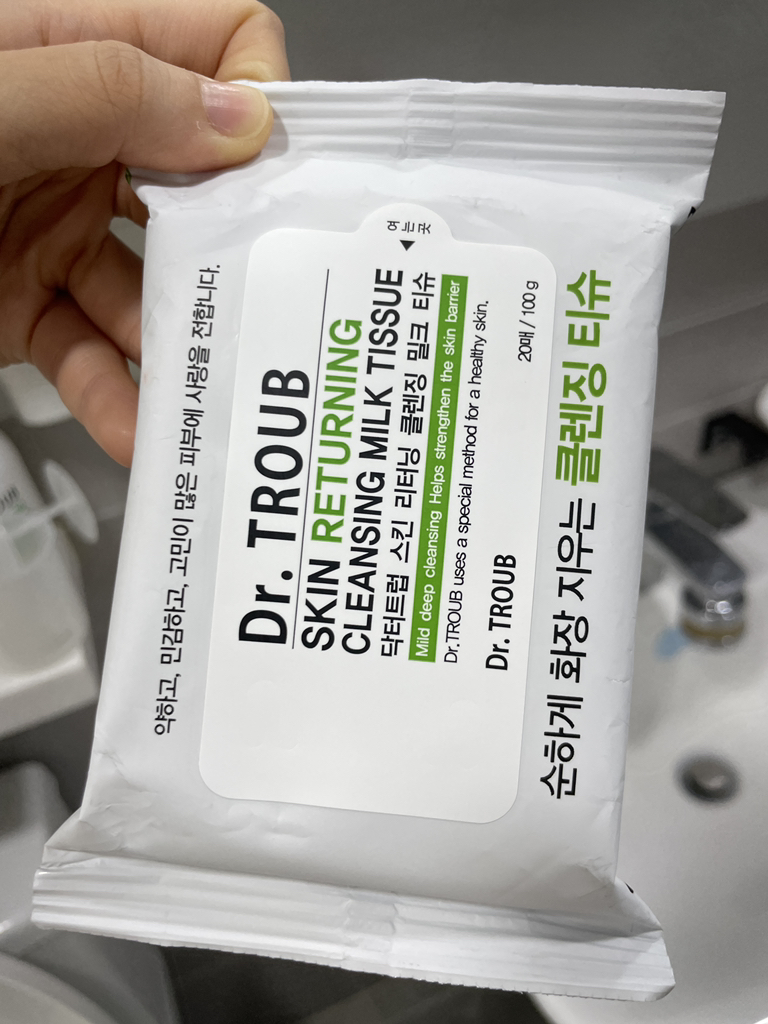 약하고, 민감하고, 고민이 많은 피부에 사랑을 전합니다.
여는
곳
Dr. TROUB
SKIN RETURNING
CLEANSING MILK TISSUE
닥터트럽 스킨 리터닝 클렌징 밀크 티슈
Mild deep cleansing Helps strengthen the skin barrier
Dr.TROUB uses a special method for a healthy skin.
Dr. TROUB
20매 / 100 g
순하게 화장 지우는 클렌징 티슈